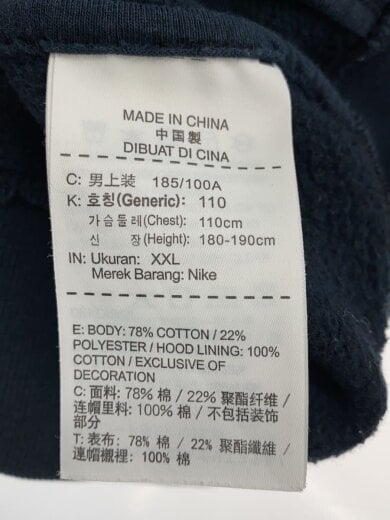 MADE IN CHINA
中国製
DIBUAT DI CINA
C: 男上装 185/100A
K: 호칭(Generic): 110
가슴둘레(Chest): 110cm
신 장(Height): 180-190cm
IN: Ukuran: XXL
Merek Barang: Nike
E: BODY: 78% COTTON / 22%
POLYESTER / HOOD LINING: 100%
COTTON / EXCLUSIVE OF
DECORATION
C: 面料: 78% 棉 / 22% 聚酯纤维 /
连帽里料: 100% 棉 / 不包括装饰
部分
T: 表布: 78% 棉 / 22% 聚酯纖維 /
連帽襯裡: 100% 棉